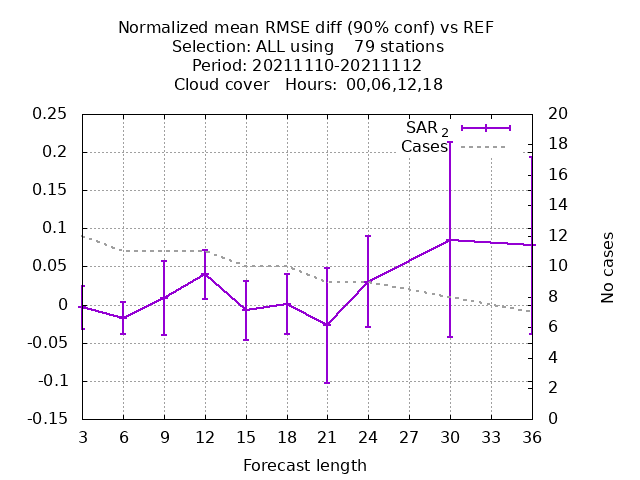 Normalized mean RMSE diff (90% conf) vs REF
Selection: ALL using    79 stations
Period: 20211110-20211112
Cloud cover   Hours:  00,06,12,18
SAR 2
Cases
0.25
0.2
0.15
0.1
0.05
0
-0.05
-0.1
-0.15
20
18
16
14
12
10
8
6
4
2
0
No cases
3 6 9 12 15 18 21 24 27 30 33 36
Forecast length